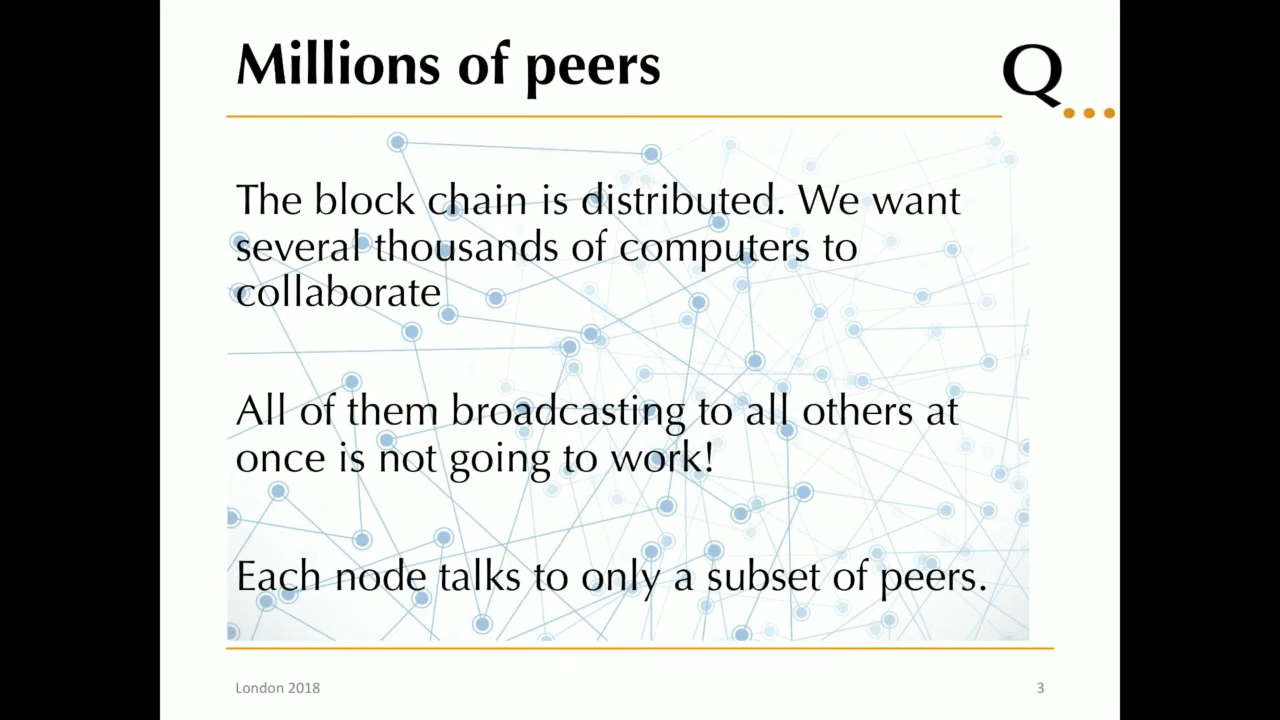 Millions of peers
Q...
The block chain is distributed. We want
several thousands of computers to
collaborate
All of them broadcasting to all others at
once is not going to work!
Each node talks to only a subset of peers.
London 2018
3